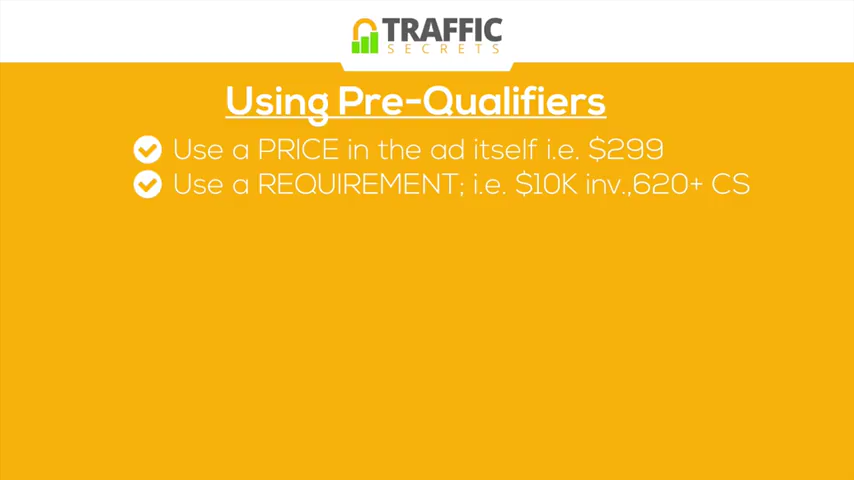 TRAFFIC
SECRETS
Using Pre-Qualifiers
Use a PRICE in the ad itself i.e. $299
Use a REQUIREMENT; i.e. $10K inv.,620+ CS